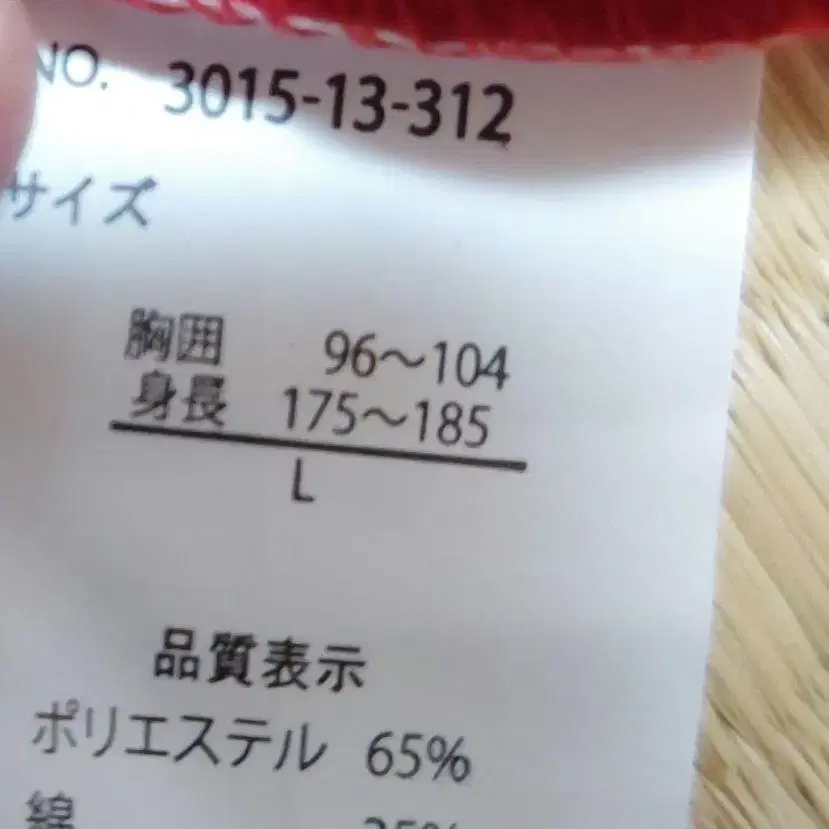 NO. 3015-13-312
サイズ
胸囲 96～104
身長 175～185
L
品質表示
ポリエステル 65%
綿